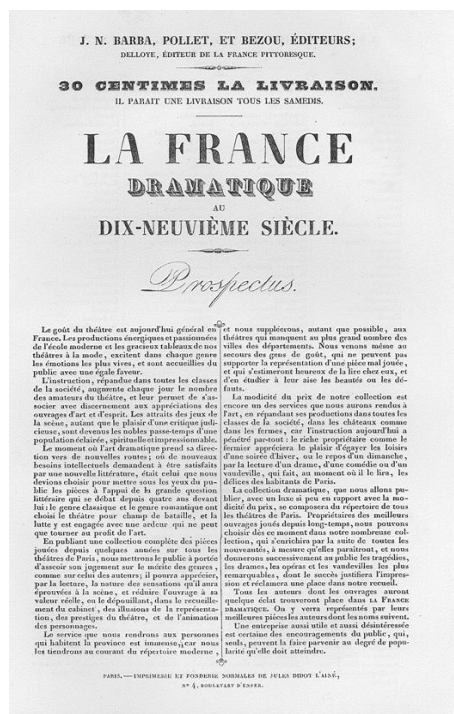 J. N. BARBA, POLLET, ET BEZOU, ÉDITEURS;
DELLOYE, ÉDITEUR DE LA FRANCE PITTORESQUE.
30 CENTIMES LA LIVRAISON.
IL PARAIT UNE LIVRAISON TOUS LES SAMEDIS.
LA FRANCE
DRAMATIQUE
AU
DIX-NEUVIÈME SIÈCLE.
Prospectus.
Le goût du théâtre est aujourd'hui général en
France. Les productions énergiques et passionnées
de l'école moderne et les gracieux tableaux de nos
théâtres à la mode, excitent dans chaque genre
les émotions les plus vives, et sont accueillis du
public avec une égale faveur.
L'instruction, répandue dans toutes les classes
de la société, augmente chaque jour le nombre
des amateurs du théâtre, et leur permet de s'as-
socier avec discernement aux appréciations des
ouvrages d'art et d'esprit. Les attraits des jeux de
la scène, autant que le plaisir d'une critique judi-
cieuse, sont devenus les nobles passe-temps d'une
population éclairée, spirituelle et impressionnable.
Le moment où l'art dramatique prend sa direc-
tion vers de nouvelles routes; où de nouveaux
besoins intellectuels demandent à être satisfaits
par une nouvelle littérature, était celui que nous
devions choisir pour mettre sous les yeux du pu-
blic les pièces à l'appui de la grande question
littéraire qui se débat depuis quatre ans devant
lui: le genre classique et le genre romantique ont
choisi le théâtre pour champ de bataille, et la
lutte y est engagée avec une ardeur qui ne peut
que tourner au profit de l'art.
En publiant une collection complète des pièces
jouées depuis quelques années sur tous les
théâtres de Paris, nous mettrons le public à portée
d'asseoir son jugement sur le mérite des genres,
comme sur celui des auteurs; il pourra apprécier,
par la lecture, la nature des sensations qu'il aura
éprouvées à la scène, et réduire l'ouvrage à sa
valeur réelle, ou le dépouillant, dans le recueille-
ment du cabinet, des illusions de la représenta-
tion, des prestiges du théâtre, et de l'animation
des personnages.
Le service que nous rendrons aux personnes
qui habitent la province est immense, car nous
les tiendrons au courant du répertoire moderne,
et nous suppléerons, autant que possible, aux
théâtres qui manquent au plus grand nombre des
villes des départements. Nous venons même au
secours des gens de goût, qui ne peuvent pas
supporter la représentation d'une pièce mal jouée,
et qui s'estimeront heureux de la lire chez eux, et
d'en étudier à leur aise les beautés ou les dé-
fauts.
La modicité du prix de notre collection est
encore un des services que nous aurons rendus à
l'art, en répandant ses productions dans toutes les
classes de la société, dans les châteaux comme
dans les fermes, car l'instruction aujourd'hui a
pénétré par-tout: le riche propriétaire comme le
fermier appréciera le plaisir d'égayer les loisirs
d'une soirée d'hiver, ou le repos d'un dimanche,
par la lecture d'un drame, d'une comédie ou d'un
vaudeville, qui fait, au moment où il le lira, les
délices des habitants de Paris.
La collection dramatique, que nous allons pu-
blier, avec un luxe si peu en rapport avec la mo-
dicité du prix, se composera du répertoire de tous
les théâtres de Paris. Propriétaires des meilleurs
ouvrages joués depuis long-temps, nous pouvons
choisir dès ce moment dans notre nombreuse col-
lection, qui s'enrichira par la suite de toutes les
nouveautés, à mesure qu'elles paraîtront, et nous
donnerons successivement au public les tragédies,
les drames, les opéras et les vaudevilles les plus
remarquables, dont le succès justifiera l'impres-
sion et réclamera une place dans notre recueil.
Tous les auteurs dont les ouvrages auront
quelque éclat trouveront place dans LA FRANCE
DRAMATIQUE. On y verra représentés par leurs
meilleures pièces les auteurs dont les noms suivent.
Une entreprise aussi utile et aussi désintéressée
est certaine des encouragements du public, qui,
seuls, peuvent la faire parvenir au degré de popu-
larité qu'elle doit atteindre.
PARIS.—IMPRIMERIE ET FONDERIE NORMALES DE JULES DIDOT L'AINÉ,
N° 4, BOULEVART D'ENFER.